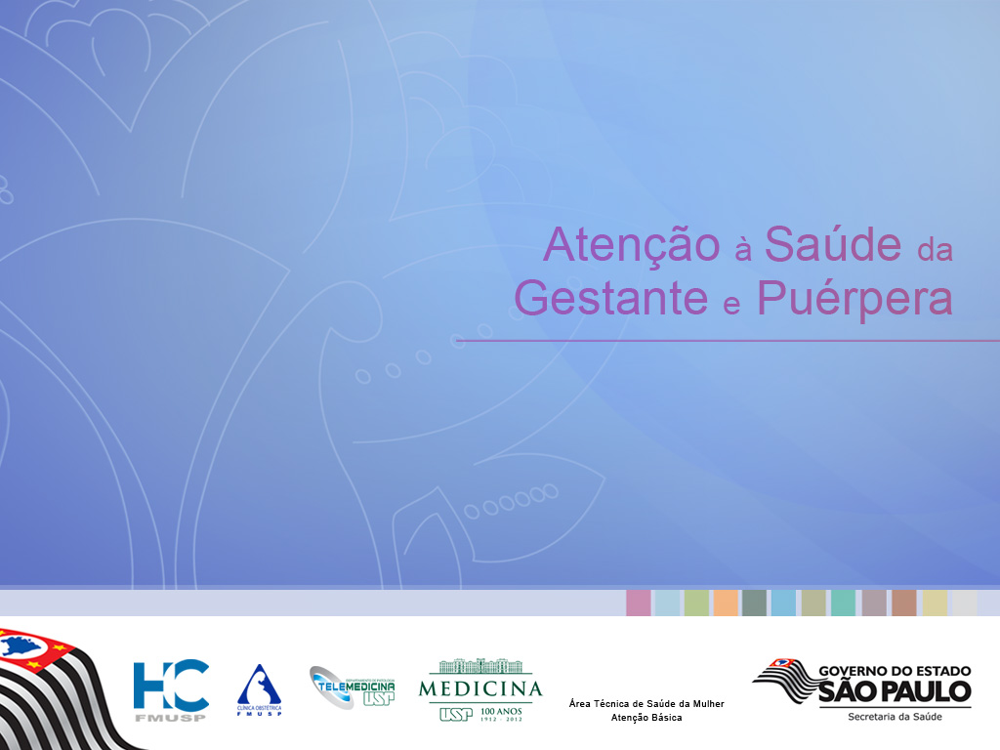 Atenção à Saúde da
Gestante e Puérpera
HC
FMUSP
CLÍNICA OBSTÉTRICA
FMUSP
DEPARTAMENTO DE PATOLOGIA
TELEMEDICINA
USP
MEDICINA
USP 100 ANOS
1912 - 2012
Área Técnica de Saúde da Mulher
Atenção Básica
GOVERNO DO ESTADO
SÃO PAULO
Secretaria da Saúde